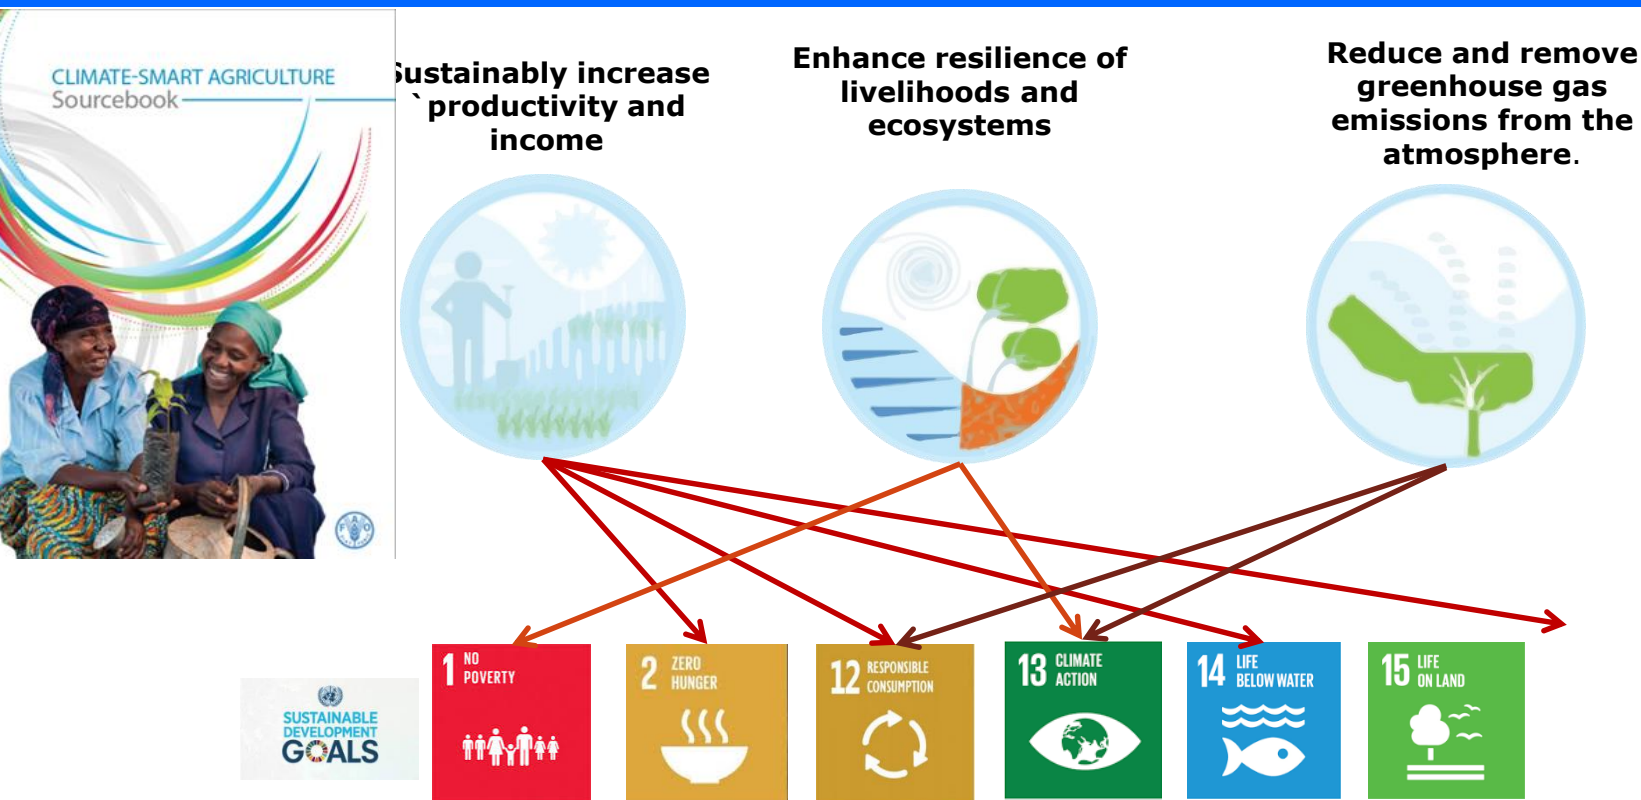 CLIMATE-SMART AGRICULTURE
Sourcebook
FAO
Sustainably increase
`productivity and
income
Enhance resilience of
livelihoods and
ecosystems
Reduce and remove
greenhouse gas
emissions from the
atmosphere.
SUSTAINABLE
DEVELOPMENT
GOALS
1 NO
POVERTY
2 ZERO
HUNGER
12 RESPONSIBLE
CONSUMPTION
13 CLIMATE
ACTION
14 LIFE
BELOW WATER
15 LIFE
ON LAND